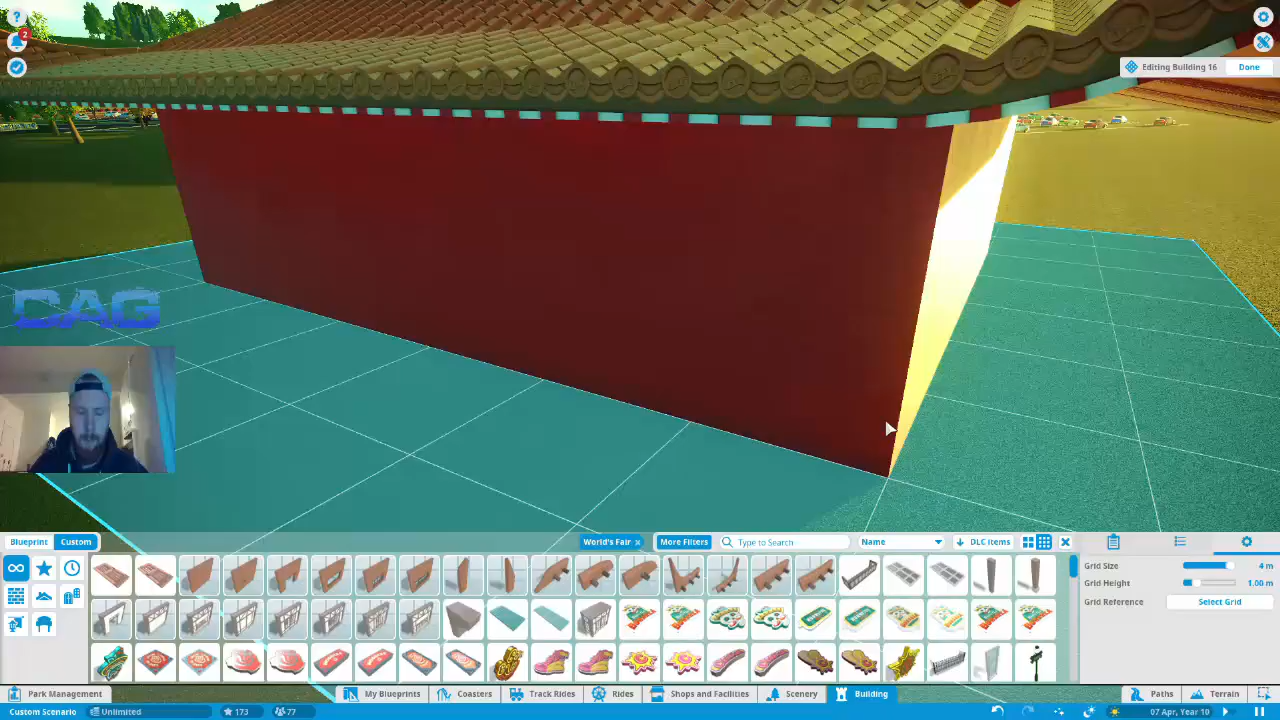 ?
2
Editing Building 16
Done
CAG
Blueprint
Custom
World's Fair ×
More Filters
Type to Search
Name
DLC items
Grid Size
4 m
Grid Height
1.00 m
Grid Reference
Select Grid
Park Management
My Blueprints
Coasters
Track Rides
Rides
Shops and Facilities
Scenery
Building
Paths
Terrain
Custom Scenario
Unlimited
173
77
07 Apr, Year 10